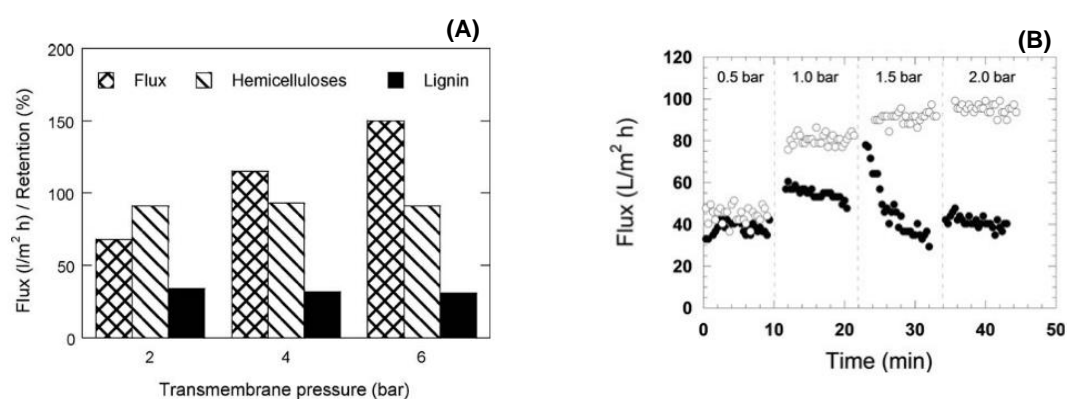 (A)
200
150
100
50
0
Flux Hemicelluloses Lignin
Flux (l/m² h) / Retention (%)
2 4 6
Transmembrane pressure (bar)
(B)
120
100
80
60
40
20
0
0.5 bar 1.0 bar 1.5 bar 2.0 bar
Flux (L/m² h)
0 10 20 30 40 50
Time (min)